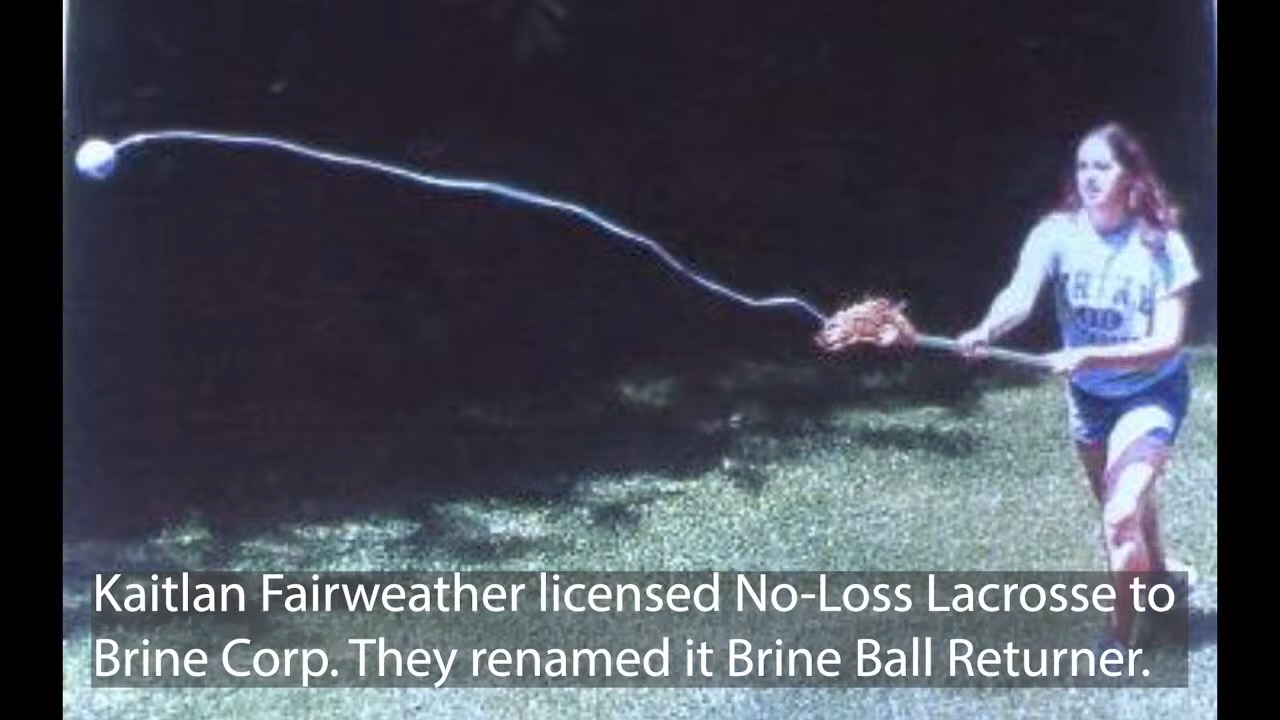 Kaitlan Fairweather licensed No-Loss Lacrosse to
Brine Corp. They renamed it Brine Ball Returner.